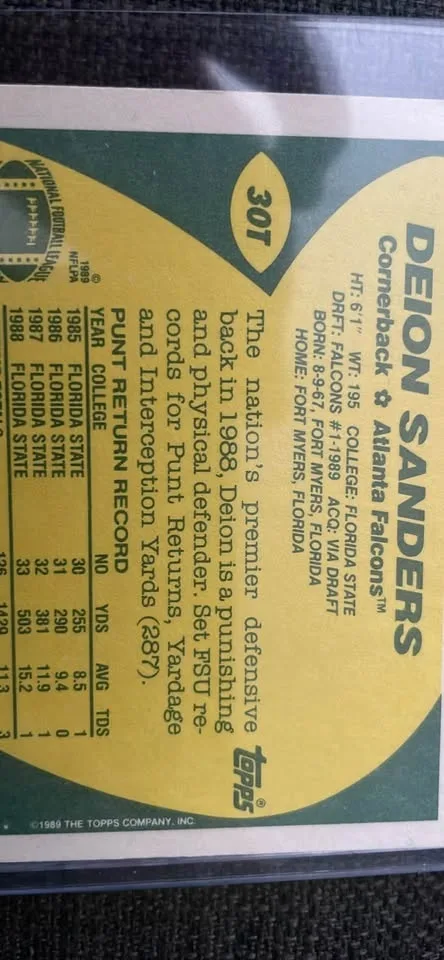 30T
DEION SANDERS
Cornerback Atlanta Falcons™
HT: 6'1" WT: 195 COLLEGE: FLORIDA STATE
DRFT: FALCONS #1-1989 ACQ: VIA DRAFT
BORN: 8-9-67, FORT MYERS, FLORIDA
HOME: FORT MYERS, FLORIDA
The nation's premier defensive
back in 1988, Deion is a punishing
and physical defender. Set FSU re-
cords for Punt Returns, Yardage
and Interception Yards (287).
topps®
PUNT RETURN RECORD
YEAR COLLEGE NO YDS AVG TDS
1985 FLORIDA STATE 30 255 8.5 1
1986 FLORIDA STATE 31 290 9.4 0
1987 FLORIDA STATE 32 381 11.9 1
1988 FLORIDA STATE 33 503 15.2 1
126 1429 11.3 3
©
1989
NFLPA
NATIONAL FOOTBALL LEAGUE
©1989 THE TOPPS COMPANY, INC.